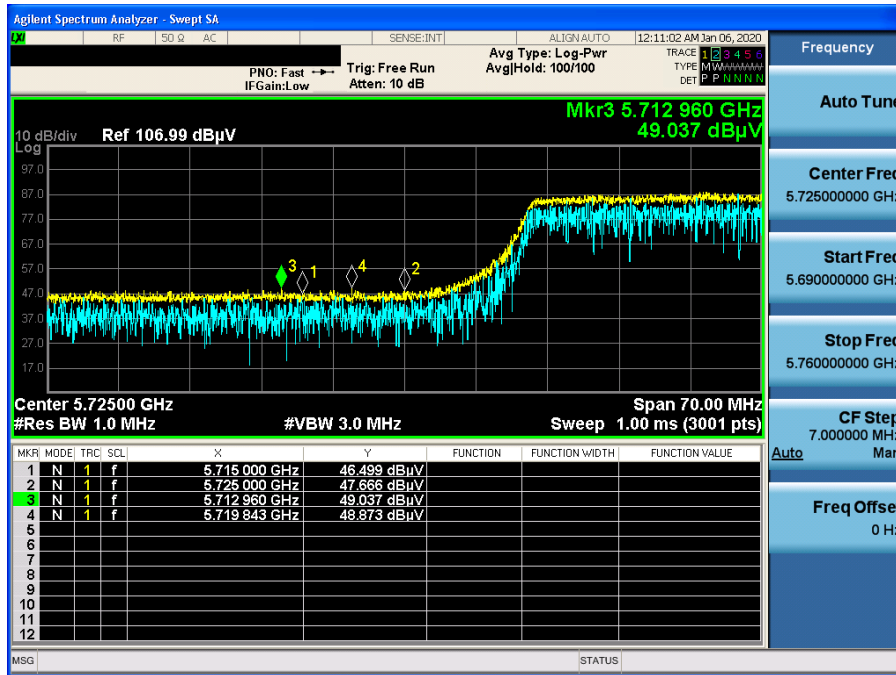 Agilent Spectrum Analyzer - Swept SA
LXI RF 50 Ω AC SENSE:INT ALIGN AUTO 12:11:02 AM Jan 06, 2020
Frequency
PNO: Fast Trig: Free Run Avg Type: Log-Pwr TRACE 1 2 3 4 5 6
IFGain:Low Atten: 10 dB Avg|Hold: 100/100 TYPE MWWWWW
DET P P N N N N
Auto Tune
Mkr3 5.712 960 GHz
49.037 dBµV
10 dB/div Ref 106.99 dBµV
Log
97.0
87.0
77.0
67.0
57.0
47.0
37.0
27.0
17.0
3 1 4 2
Center Freq
5.725000000 GHz
Start Freq
5.690000000 GHz
Stop Freq
5.760000000 GHz
Center 5.72500 GHz Span 70.00 MHz
#Res BW 1.0 MHz #VBW 3.0 MHz Sweep 1.00 ms (3001 pts)
CF Step
7.000000 MHz
Auto Man
Freq Offset
0 Hz
MKR MODE TRC SCL X Y FUNCTION FUNCTION WIDTH FUNCTION VALUE
1 N 1 f 5.715 000 GHz 46.499 dBµV
2 N 1 f 5.725 000 GHz 47.666 dBµV
3 N 1 f 5.712 960 GHz 49.037 dBµV
4 N 1 f 5.719 843 GHz 48.873 dBµV
5
6
7
8
9
10
11
12
MSG STATUS